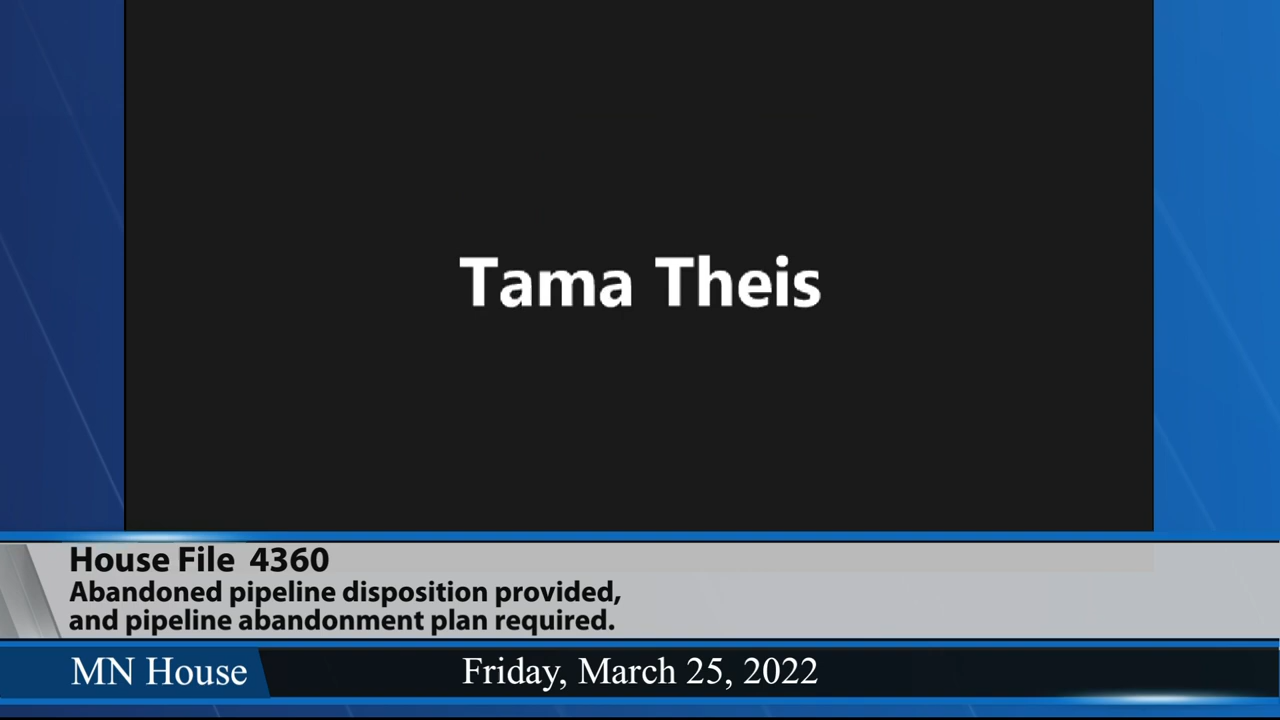 Tama Theis
House File 4360
Abandoned pipeline disposition provided,
and pipeline abandonment plan required.
MN House
Friday, March 25, 2022